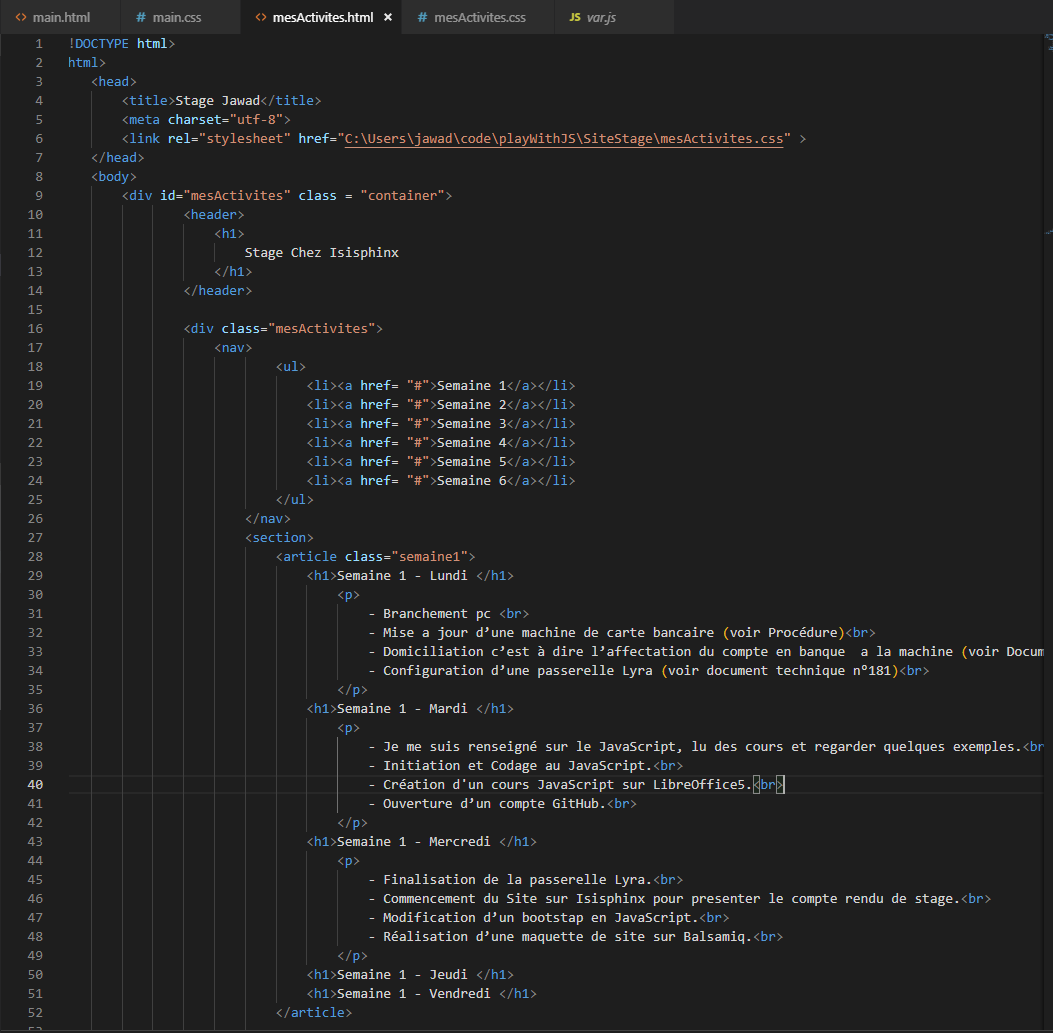 <> main.html # main.css <> mesActivites.html × # mesActivites.css JS var.js
1 !DOCTYPE html>
2 html>
3 <head>
4 <title>Stage Jawad</title>
5 <meta charset="utf-8">
6 <link rel="stylesheet" href="C:\Users\jawad\code\playWithJS\SiteStage\mesActivites.css" >
7 </head>
8 <body>
9 <div id="mesActivites" class = "container">
10 <header>
11 <h1>
12 Stage Chez Isisphinx
13 </h1>
14 </header>
15
16 <div class="mesActivites">
17 <nav>
18 <ul>
19 <li><a href= "#">Semaine 1</a></li>
20 <li><a href= "#">Semaine 2</a></li>
21 <li><a href= "#">Semaine 3</a></li>
22 <li><a href= "#">Semaine 4</a></li>
23 <li><a href= "#">Semaine 5</a></li>
24 <li><a href= "#">Semaine 6</a></li>
25 </ul>
26 </nav>
27 <section>
28 <article class="semaine1">
29 <h1>Semaine 1 - Lundi </h1>
30 <p>
31 - Branchement pc <br>
32 - Mise a jour d’une machine de carte bancaire (voir Procédure)<br>
33 - Domiciliation c’est à dire l’affectation du compte en banque  a la machine (voir Docum
34 - Configuration d’une passerelle Lyra (voir document technique n°181)<br>
35 </p>
36 <h1>Semaine 1 - Mardi </h1>
37 <p>
38 - Je me suis renseigné sur le JavaScript, lu des cours et regarder quelques exemples.<br
39 - Initiation et Codage au JavaScript.<br>
40 - Création d'un cours JavaScript sur LibreOffice5.<br>
41 - Ouverture d’un compte GitHub.<br>
42 </p>
43 <h1>Semaine 1 - Mercredi </h1>
44 <p>
45 - Finalisation de la passerelle Lyra.<br>
46 - Commencement du Site sur Isisphinx pour presenter le compte rendu de stage.<br>
47 - Modification d’un bootstap en JavaScript.<br>
48 - Réalisation d’une maquette de site sur Balsamiq.<br>
49 </p>
50 <h1>Semaine 1 - Jeudi </h1>
51 <h1>Semaine 1 - Vendredi </h1>
52 </article>